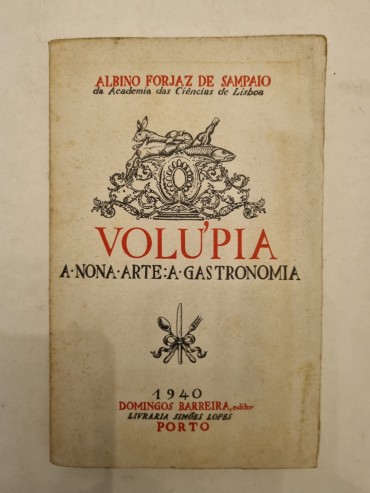 ALBINO FORJAZ DE SAMPAIO
da Academia das Ciências de Lisboa
VOLÚPIA
A·NONA·ARTE:A·GASTRONOMIA
1940
DOMINGOS BARREIRA, editor
LIVRARIA SIMÕES LOPES
PORTO